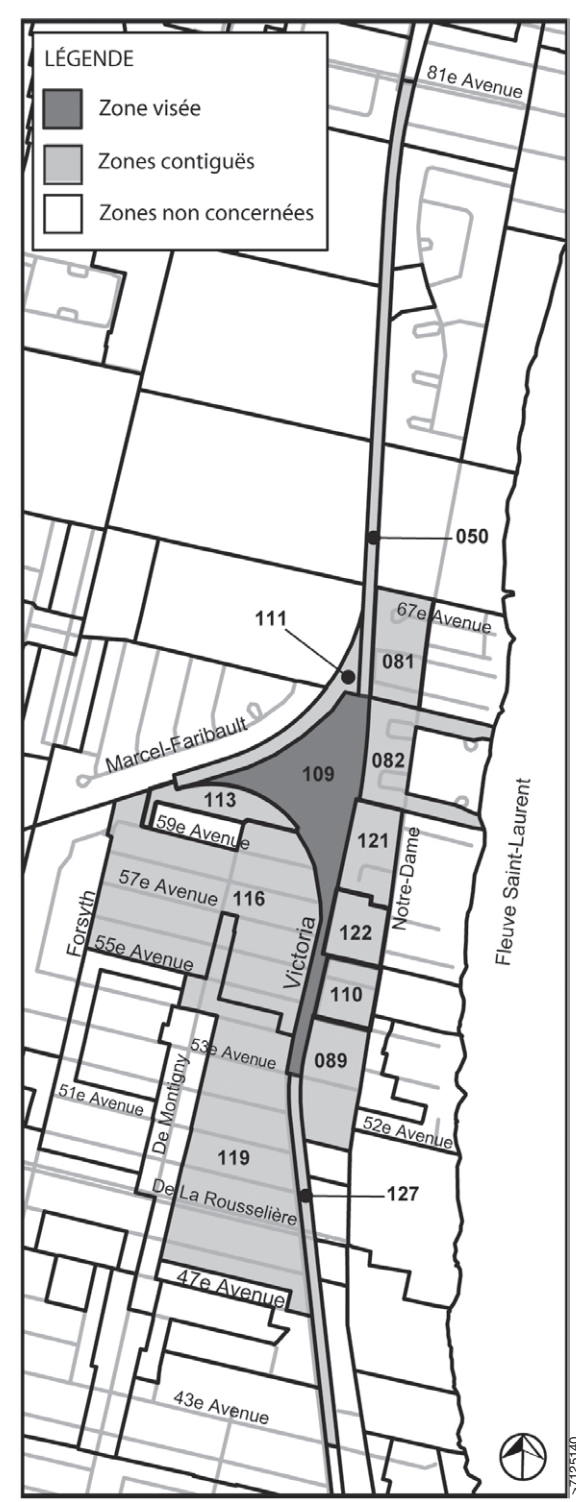 LÉGENDE
Zone visée
Zones contiguës
Zones non concernées
81e Avenue
050
67e Avenue
111
081
Marcel-Faribault
109
082
113
59e Avenue
121
Notre-Dame
Fleuve Saint-Laurent
57e Avenue
116
Forsyth
Victoria
122
55e Avenue
110
53e Avenue
089
51e Avenue
De Montigny
52e Avenue
119
De La Rousselière
127
47e Avenue
43e Avenue